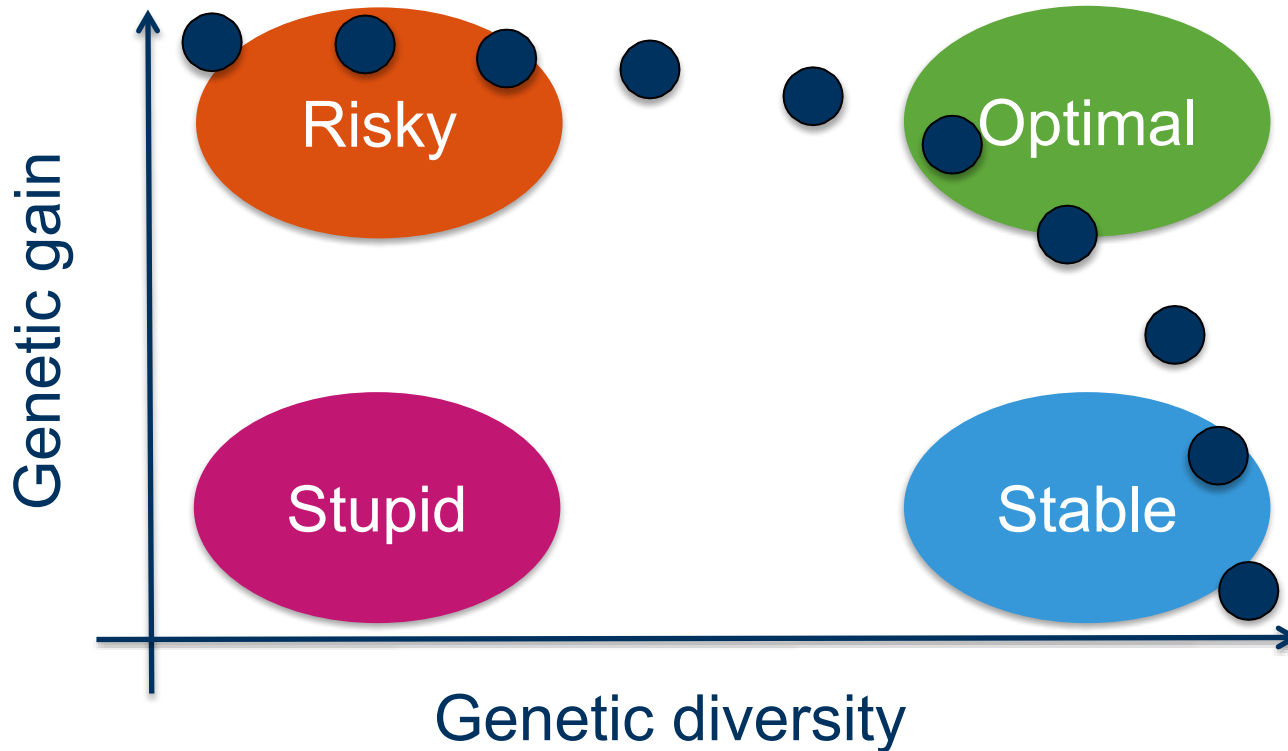 Genetic gain
Risky
Optimal
Stupid
Stable
Genetic diversity